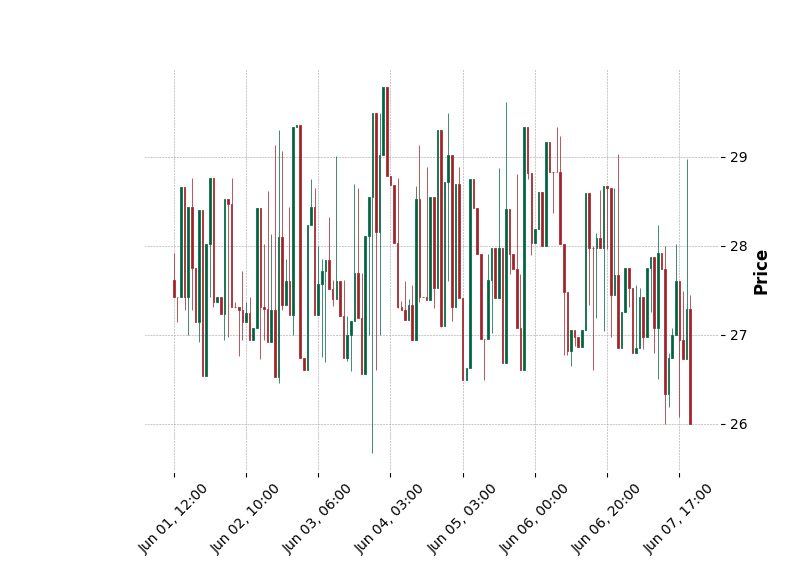 29
28
27
26
Price
Jun 01, 12:00
Jun 02, 10:00
Jun 03, 06:00
Jun 04, 03:00
Jun 05, 03:00
Jun 06, 00:00
Jun 06, 20:00
Jun 07, 17:00